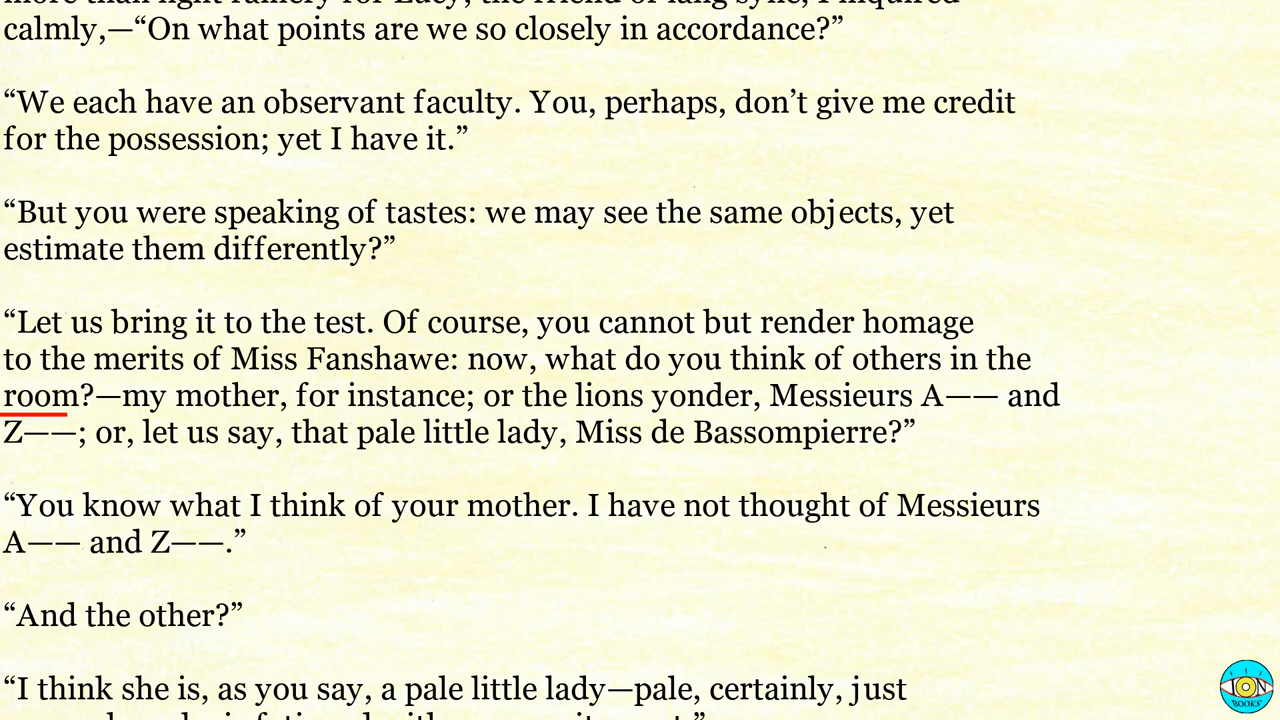 calmly,—“On what points are we so closely in accordance?”
“We each have an observant faculty. You, perhaps, don’t give me credit
for the possession; yet I have it.”
“But you were speaking of tastes: we may see the same objects, yet
estimate them differently?”
“Let us bring it to the test. Of course, you cannot but render homage
to the merits of Miss Fanshawe: now, what do you think of others in the
room?—my mother, for instance; or the lions yonder, Messieurs A—— and
Z——; or, let us say, that pale little lady, Miss de Bassompierre?”
“You know what I think of your mother. I have not thought of Messieurs
A—— and Z——.”
“And the other?”
“I think she is, as you say, a pale little lady—pale, certainly, just
ION
BOOKS